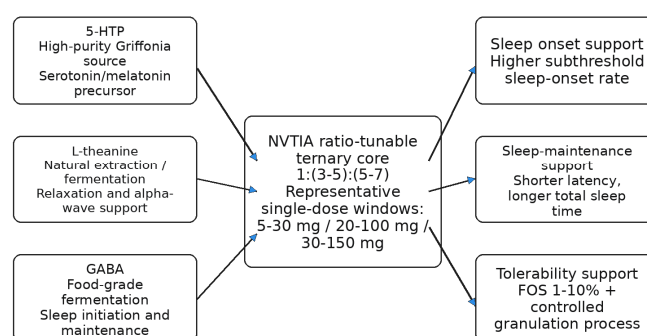 5-HTP
High-purity Griffonia
source
Serotonin/melatonin
precursor
L-theanine
Natural extraction /
fermentation
Relaxation and alpha-
wave support
GABA
Food-grade
fermentation
Sleep initiation and
maintenance
NVTIA ratio-tunable
ternary core
1:(3-5):(5-7)
Representative
single-dose windows:
5-30 mg / 20-100 mg /
30-150 mg
Sleep onset support
Higher subthreshold
sleep-onset rate
Sleep-maintenance
support
Shorter latency,
longer total sleep
time
Tolerability support
FOS 1-10% +
controlled
granulation process